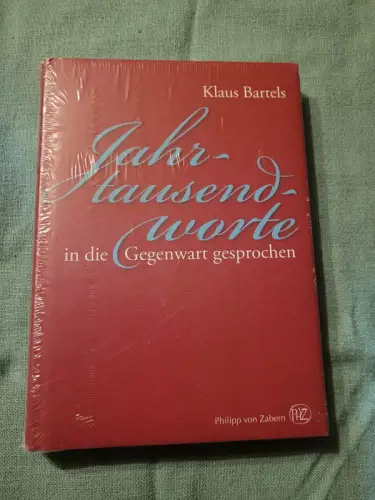 Klaus Bartels
Jahr-
tausend-
worte
in die Gegenwart gesprochen
Philipp von Zabern
PvZ